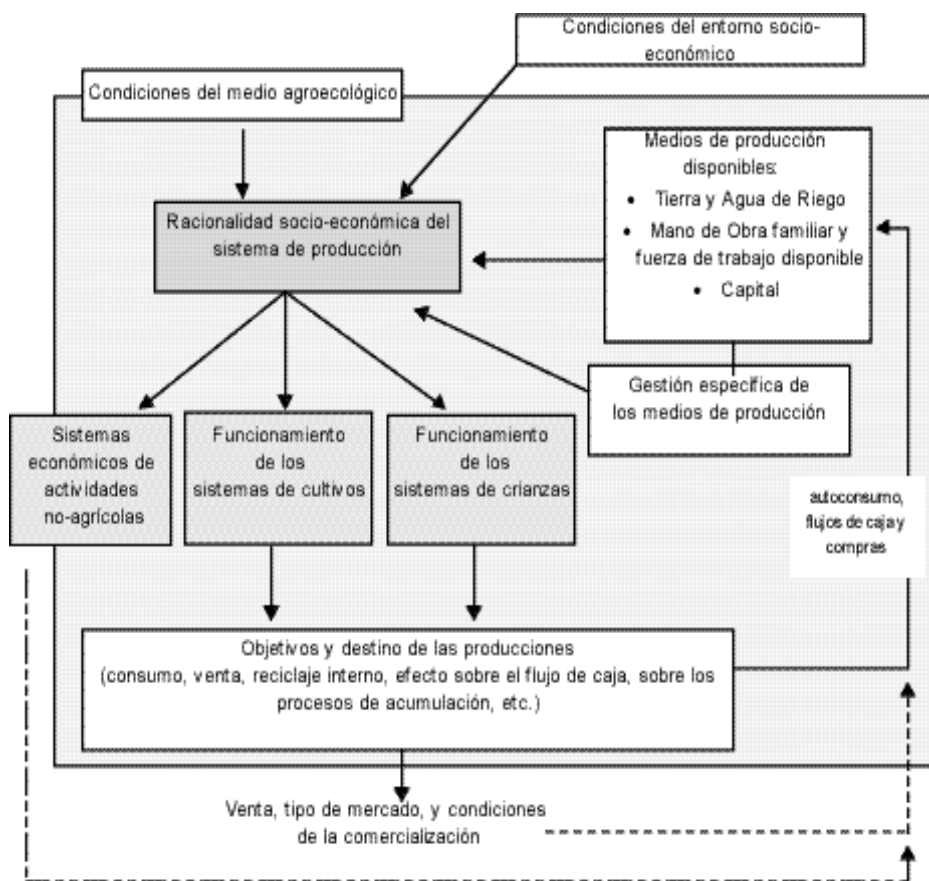 Condiciones del entorno socio-
económico
Condiciones del medio agroecológico
Medios de producción
disponibles:
• Tierra y Agua de Riego
• Mano de Obra familiar y
fuerza de trabajo disponible
• Capital
Racionalidad socio-económica del
sistema de producción
Gestión específica de
los medios de producción
Sistemas
económicos de
actividades
no-agrícolas
Funcionamiento
de los
sistemas de cultivos
Funcionamiento
de los
sistemas de crianzas
autoconsumo,
flujos de caja y
compras
Objetivos y destino de las producciones
(consumo, venta, reciclaje interno, efecto sobre el flujo de caja, sobre los
procesos de acumulación, etc.)
Venta, tipo de mercado, y condiciones
de la comercialización